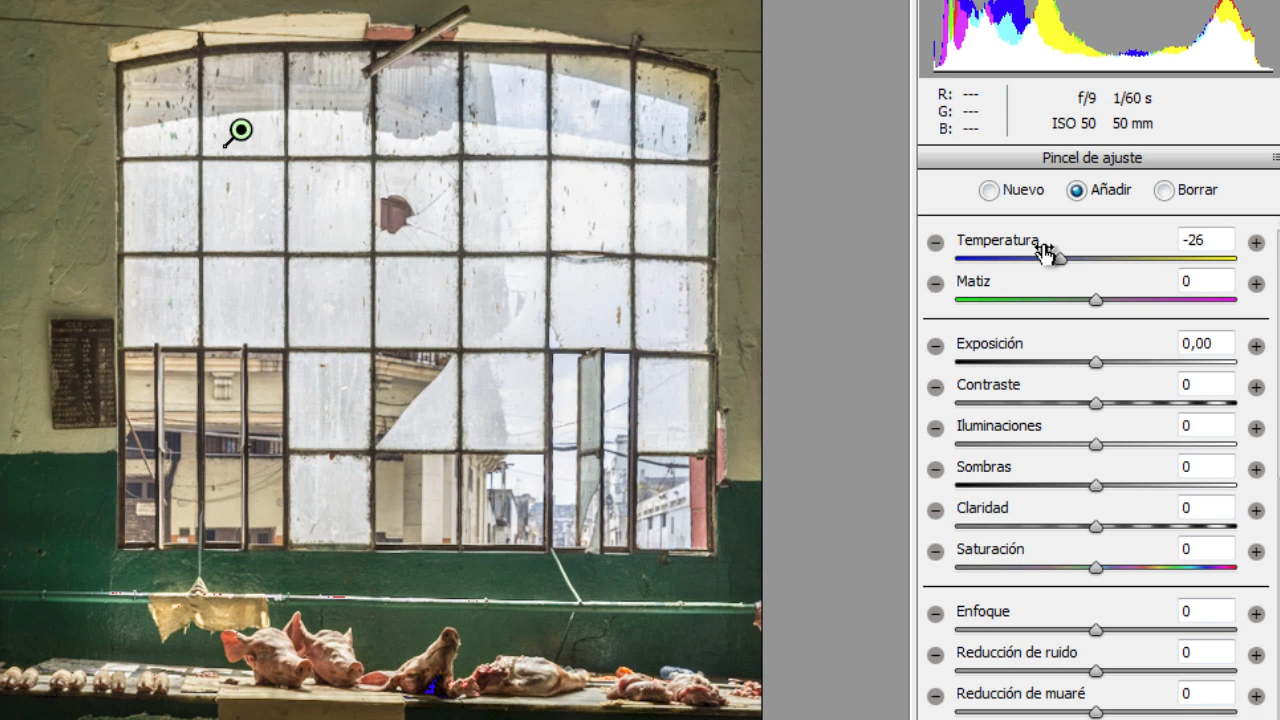 R: --- f/9 1/60 s
G: ---
B: --- ISO 50 50 mm
Pincel de ajuste
Nuevo Añadir Borrar
Temperatura -26
Matiz 0
Exposición 0,00
Contraste 0
Iluminaciones 0
Sombras 0
Claridad 0
Saturación 0
Enfoque 0
Reducción de ruido 0
Reducción de muaré 0